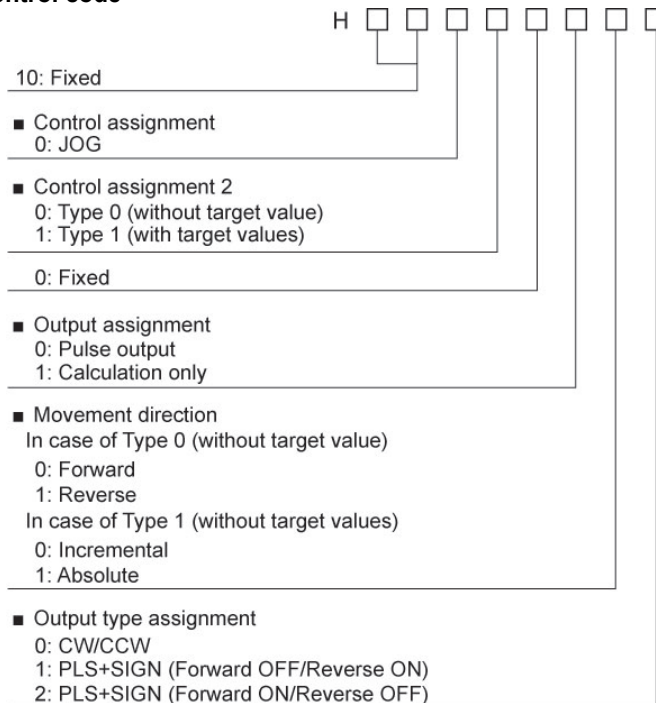 H □ □ □ □ □ □ □
10: Fixed
■ Control assignment
0: JOG
■ Control assignment 2
0: Type 0 (without target value)
1: Type 1 (with target values)
0: Fixed
■ Output assignment
0: Pulse output
1: Calculation only
■ Movement direction
In case of Type 0 (without target value)
0: Forward
1: Reverse
In case of Type 1 (without target values)
0: Incremental
1: Absolute
■ Output type assignment
0: CW/CCW
1: PLS+SIGN (Forward OFF/Reverse ON)
2: PLS+SIGN (Forward ON/Reverse OFF)